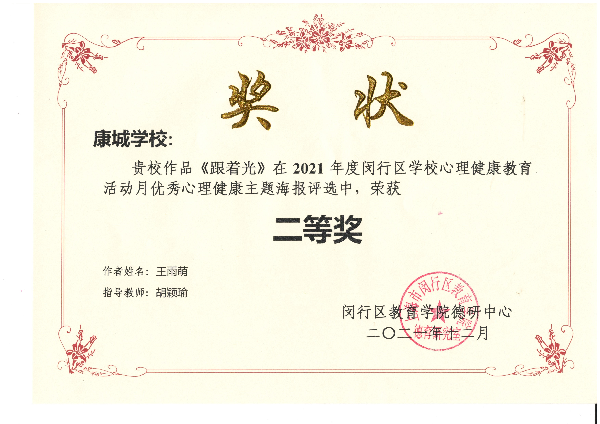 奖 状
康城学校:
贵校作品《跟着光》在 2021 年度闵行区学校心理健康教育
活动月优秀心理健康主题海报评选中，荣获
二等奖
作者姓名：王雨萌
指导教师：胡颖瑜
闵行区教育学院德研中心
二〇二一年十二月